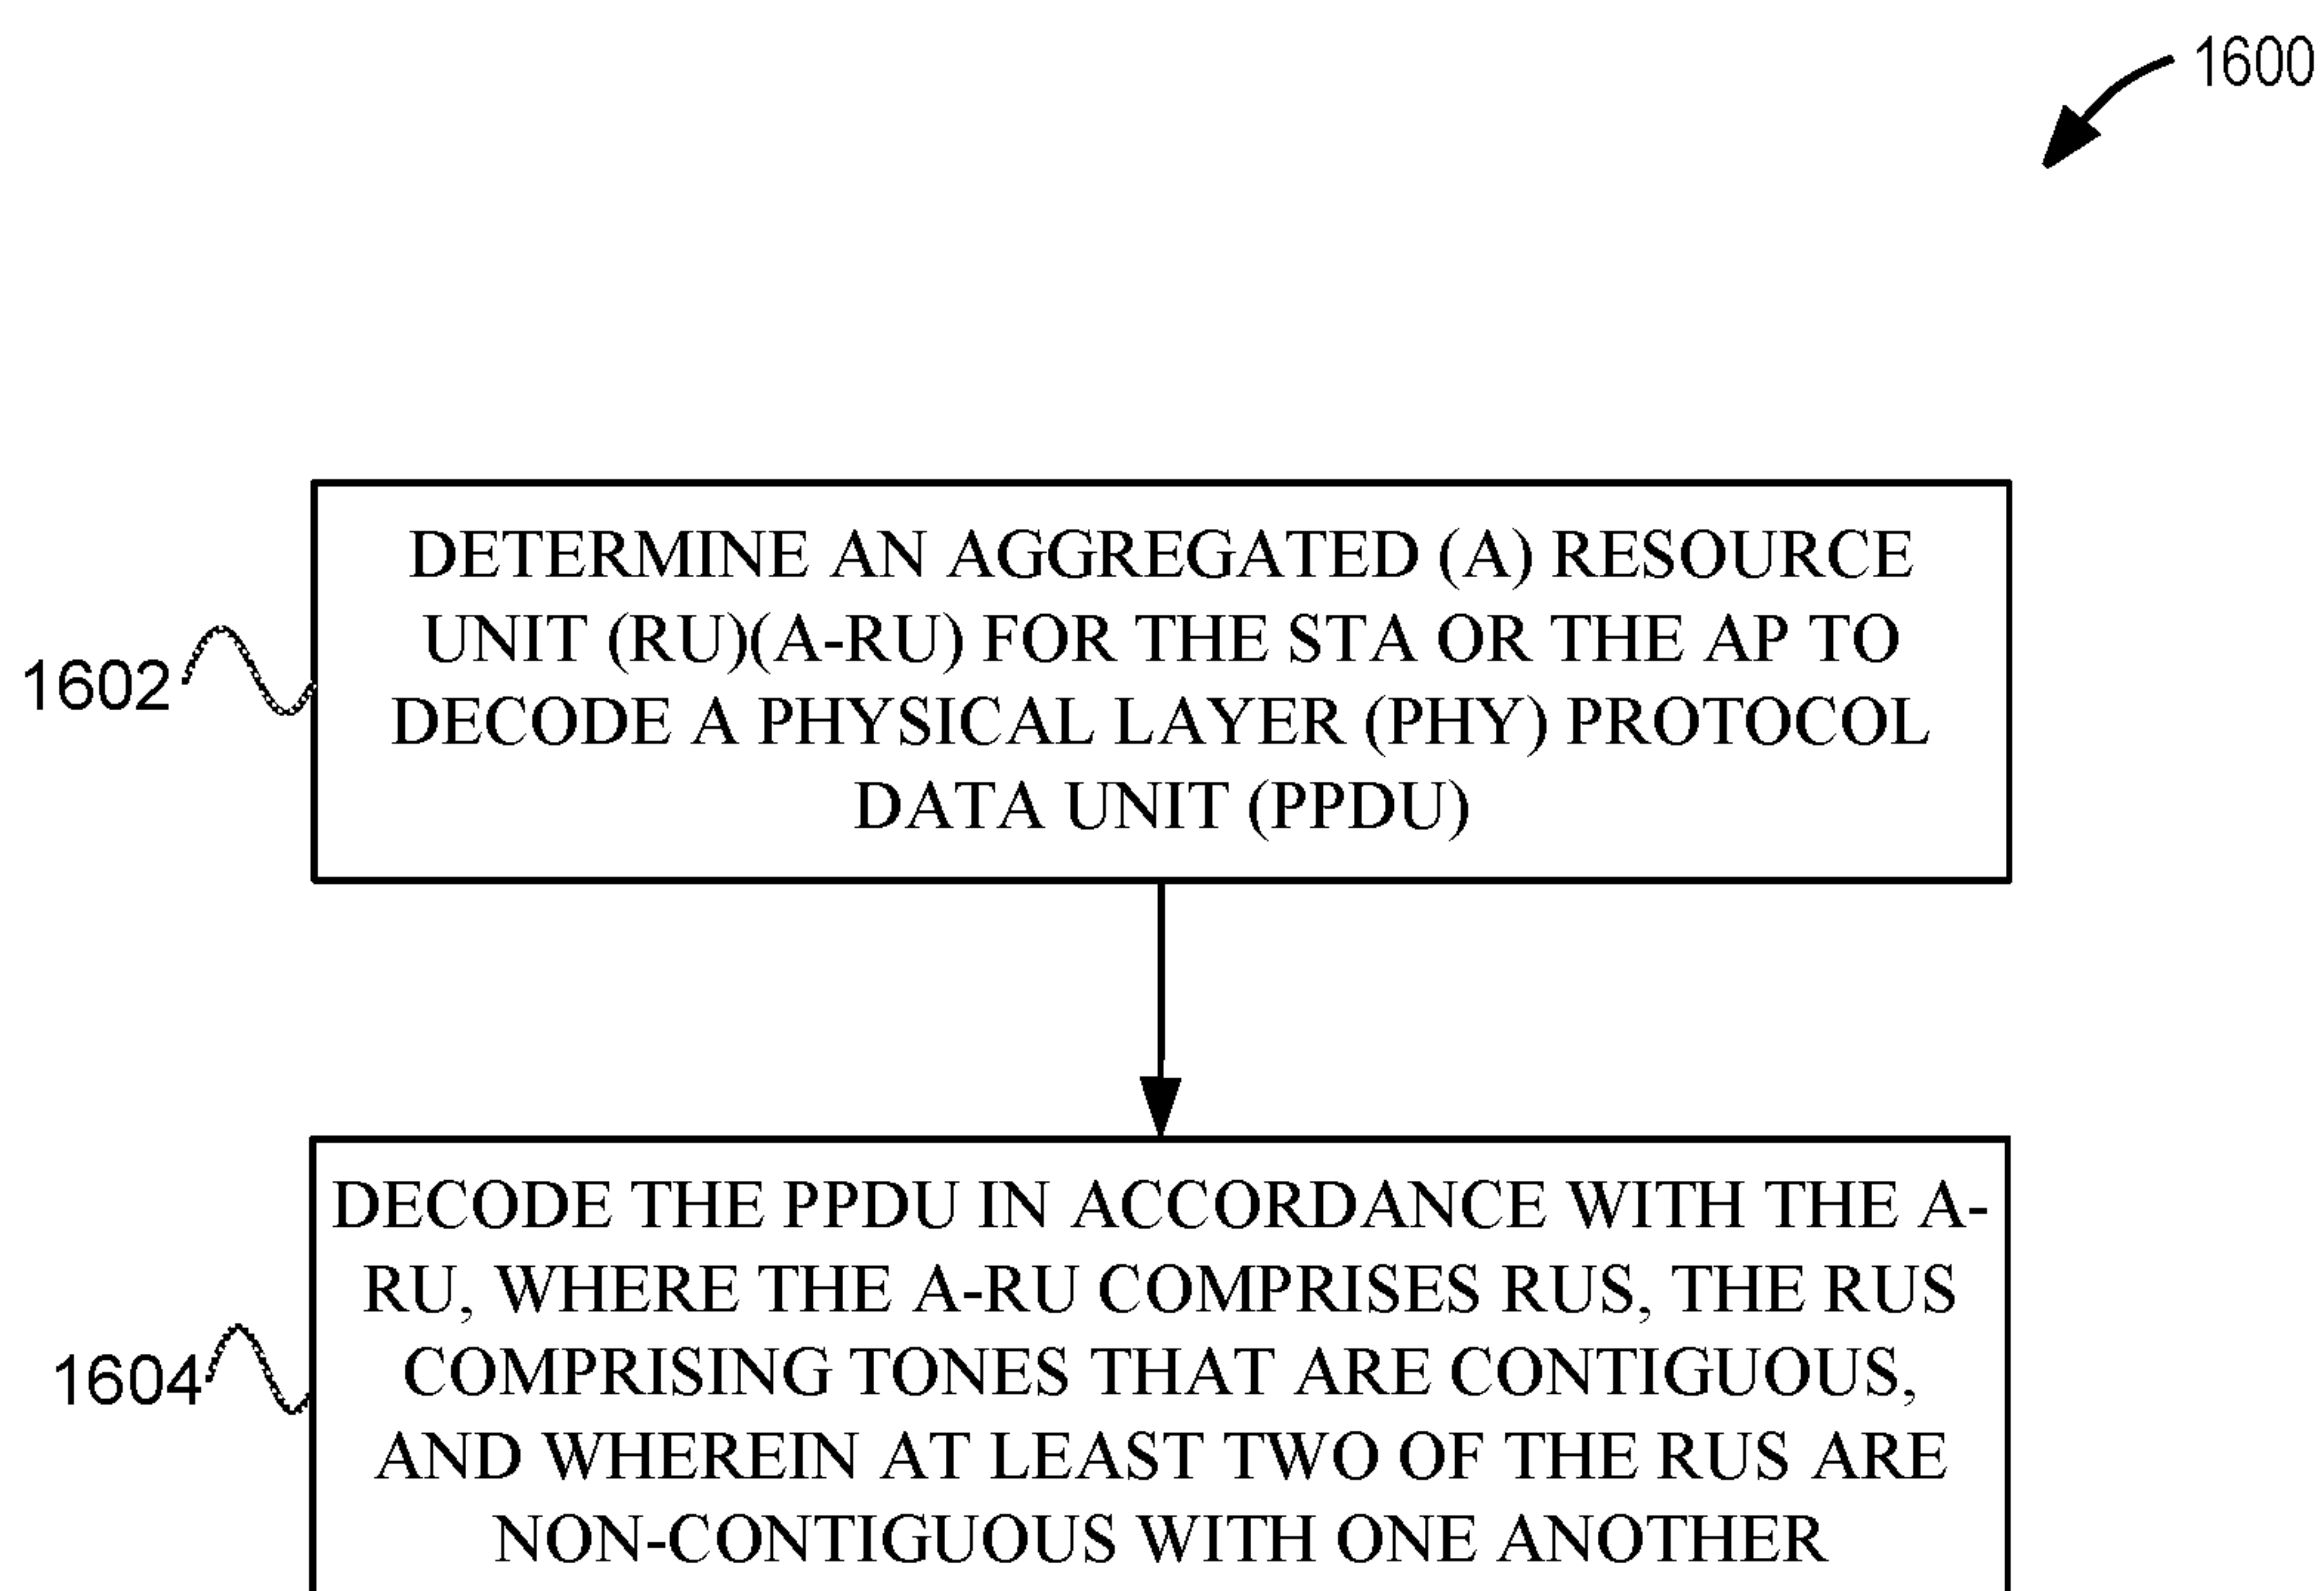 1600
DETERMINE AN AGGREGATED (A) RESOURCE
UNIT (RU)(A-RU) FOR THE STA OR THE AP TO
DECODE A PHYSICAL LAYER (PHY) PROTOCOL
DATA UNIT (PPDU)
1602
DECODE THE PPDU IN ACCORDANCE WITH THE A-
RU, WHERE THE A-RU COMPRISES RUS, THE RUS
COMPRISING TONES THAT ARE CONTIGUOUS,
AND WHEREIN AT LEAST TWO OF THE RUS ARE
NON-CONTIGUOUS WITH ONE ANOTHER
1604